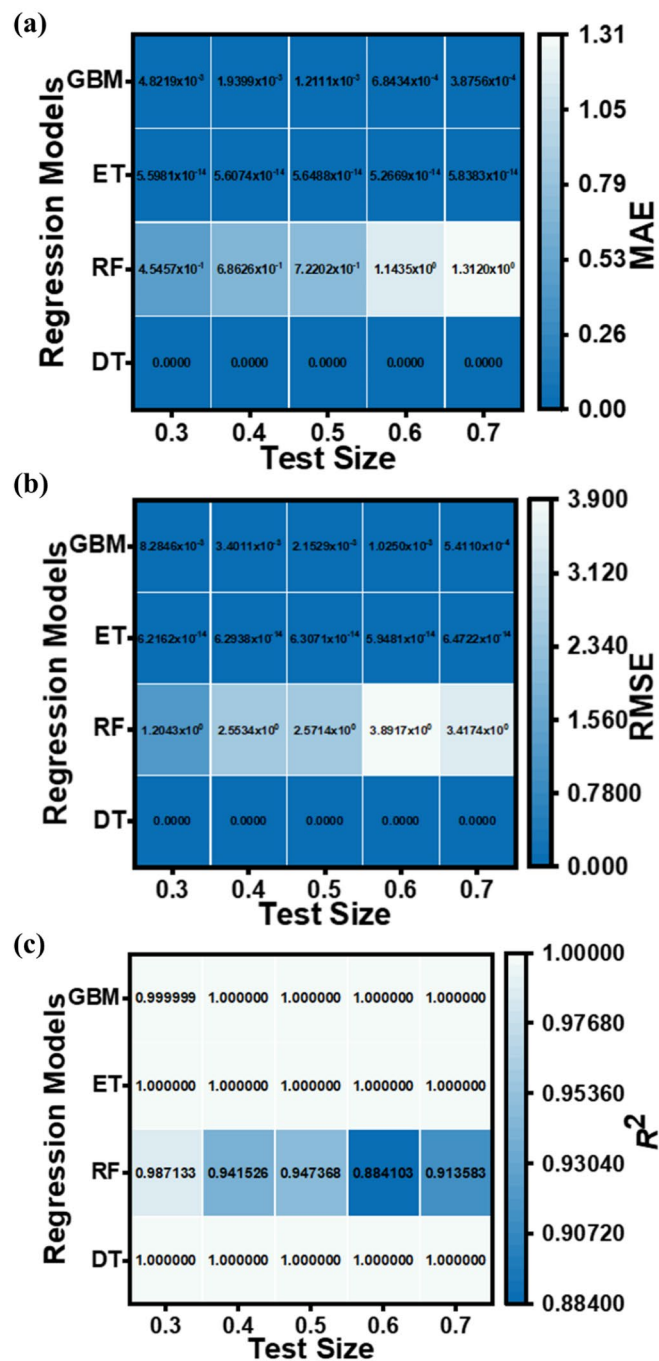 (a)
Regression Models
GBM 4.8219x10⁻³ 1.9399x10⁻³ 1.2111x10⁻³ 6.8434x10⁻⁴ 3.8756x10⁻⁴
ET 5.5981x10⁻¹⁴ 5.6074x10⁻¹⁴ 5.6488x10⁻¹⁴ 5.2669x10⁻¹⁴ 5.8383x10⁻¹⁴
RF 4.5457x10⁻¹ 6.8626x10⁻¹ 7.2202x10⁻¹ 1.1435x10⁰ 1.3120x10⁰
DT 0.0000 0.0000 0.0000 0.0000 0.0000
0.3 0.4 0.5 0.6 0.7
Test Size
1.31
1.05
0.79
0.53
0.26
0.00
MAE
(b)
Regression Models
GBM 8.2846x10⁻³ 3.4011x10⁻³ 2.1529x10⁻³ 1.0250x10⁻³ 5.4110x10⁻⁴
ET 6.2162x10⁻¹⁴ 6.2938x10⁻¹⁴ 6.3071x10⁻¹⁴ 5.9481x10⁻¹⁴ 6.4722x10⁻¹⁴
RF 1.2043x10⁰ 2.5534x10⁰ 2.5714x10⁰ 3.8917x10⁰ 3.4174x10⁰
DT 0.0000 0.0000 0.0000 0.0000 0.0000
0.3 0.4 0.5 0.6 0.7
Test Size
3.900
3.120
2.340
1.560
0.7800
0.000
RMSE
(c)
Regression Models
GBM 0.999999 1.000000 1.000000 1.000000 1.000000
ET 1.000000 1.000000 1.000000 1.000000 1.000000
RF 0.987133 0.941526 0.947368 0.884103 0.913583
DT 1.000000 1.000000 1.000000 1.000000 1.000000
0.3 0.4 0.5 0.6 0.7
Test Size
1.00000
0.97680
0.95360
0.93040
0.90720
0.88400
R²